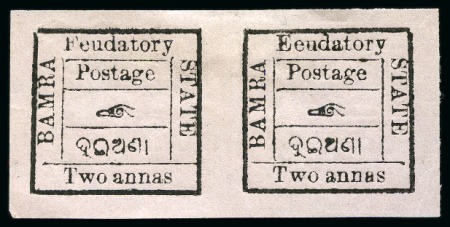 Feudatory
BAMRA
Postage
STATE
ଦୁଇଅଣା
Two annas
Eeudatory
BAMRA
Postage
STATE
ଦୁଇଅଣା
Two annas